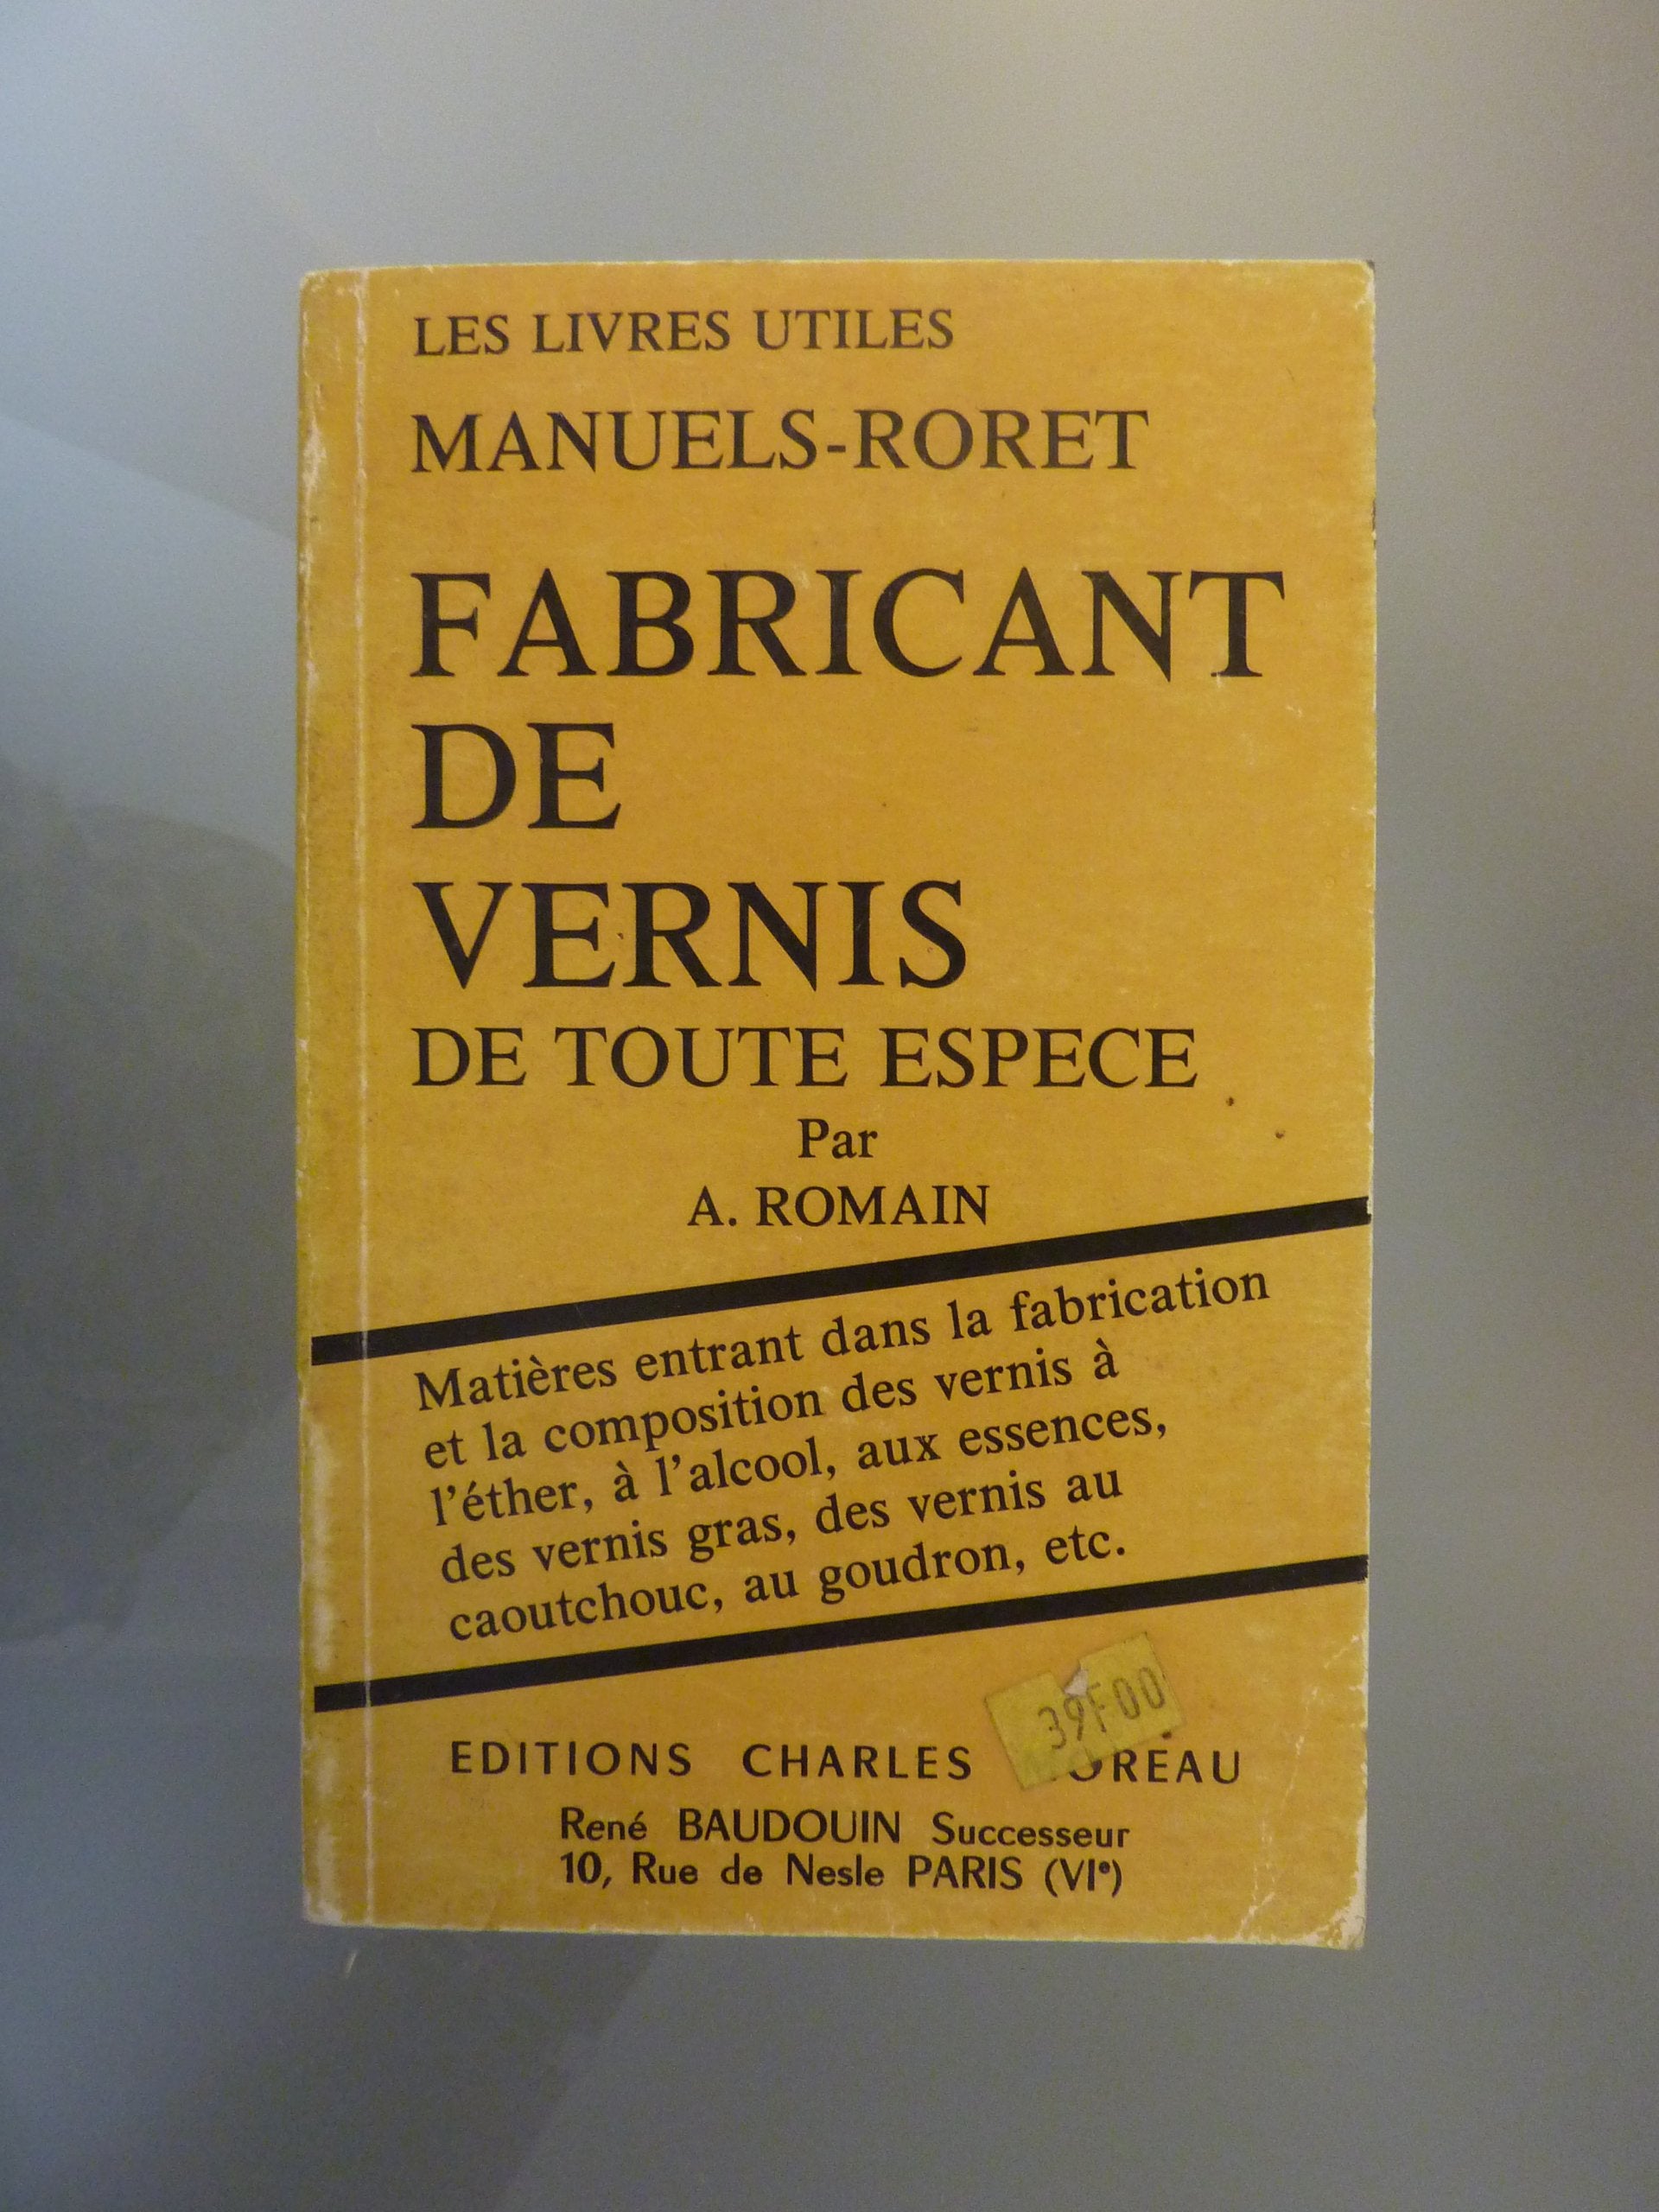 LES LIVRES UTILES
MANUELS-RORET
FABRICANT
DE
VERNIS
DE TOUTE ESPECE
Par
A. ROMAIN
Matières entrant dans la fabrication
et la composition des vernis à
l'éther, à l'alcool, aux essences,
des vernis gras, des vernis au
caoutchouc, au goudron, etc.
39F00
EDITIONS CHARLES
René BAUDOUIN Successeur
10, Rue de Nesle PARIS (VIe)